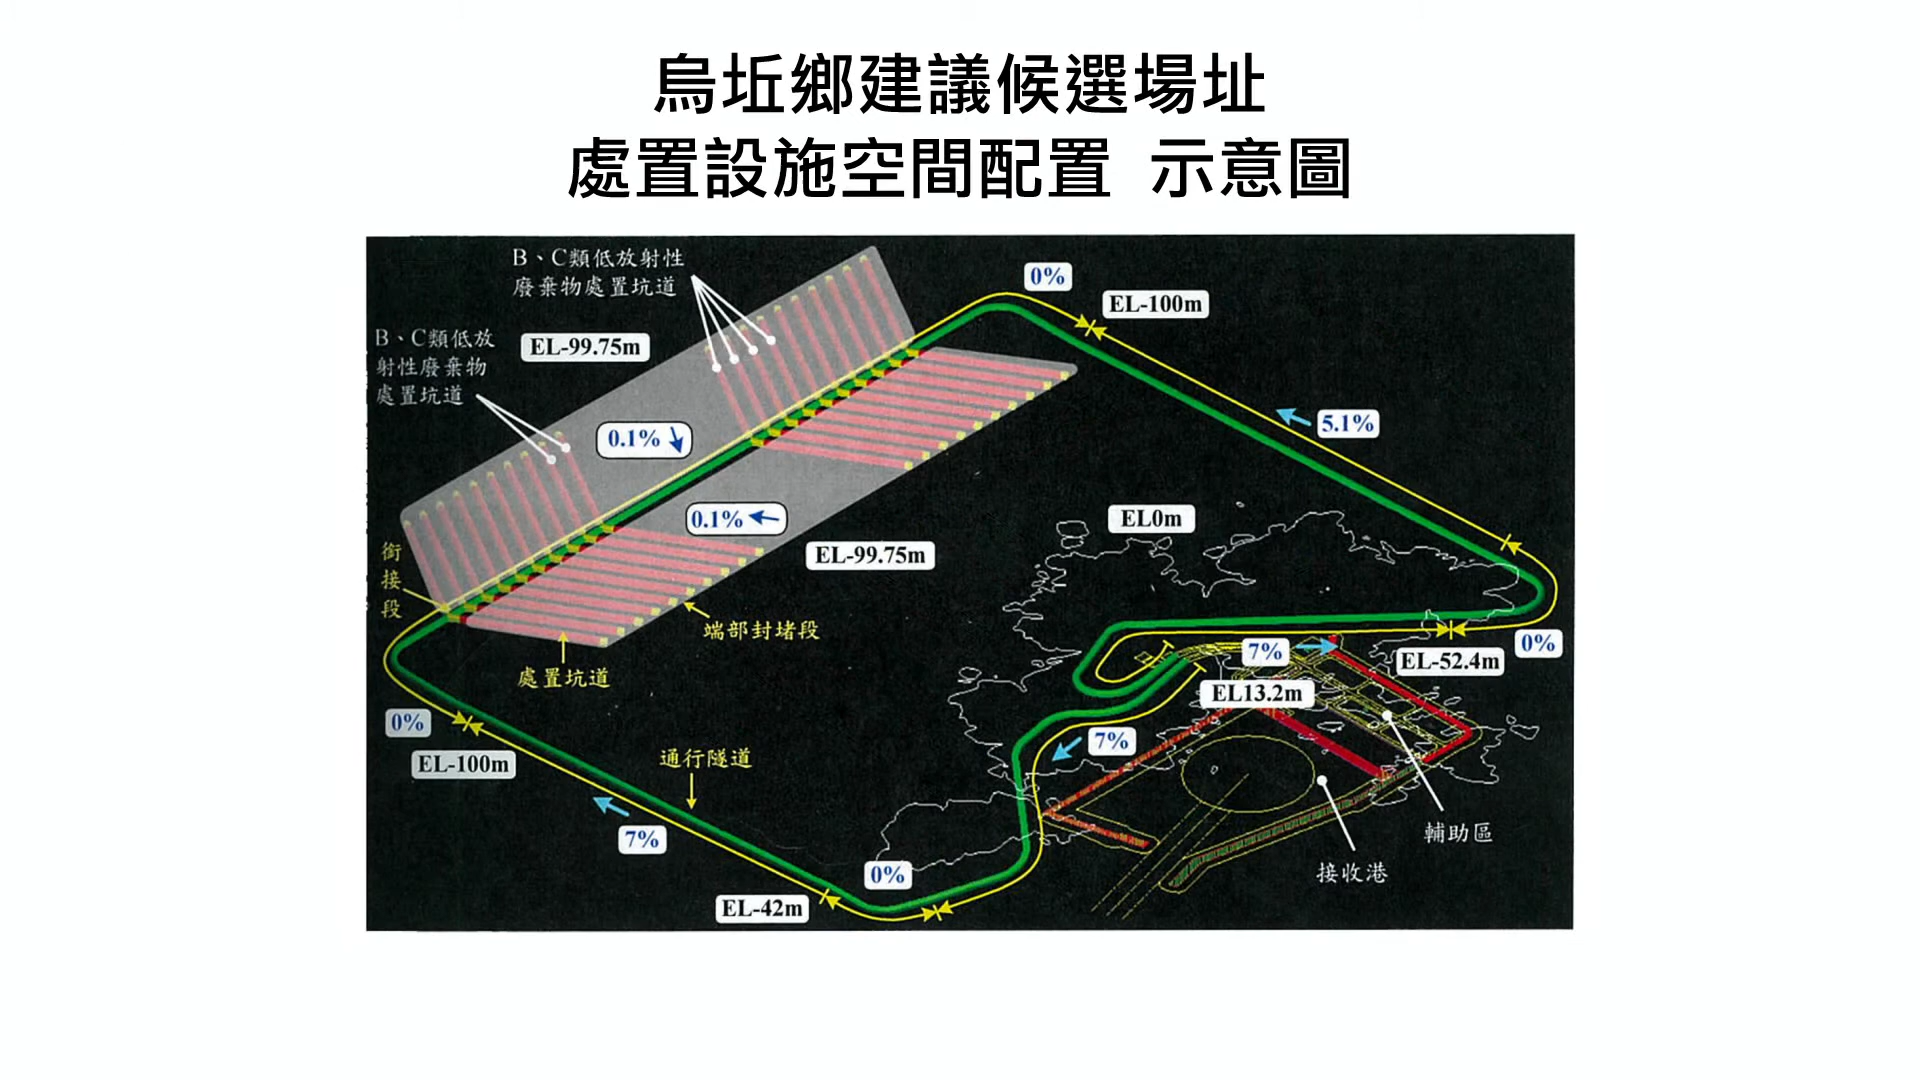 烏坵鄉建議候選場址
處置設施空間配置 示意圖
B、C類低放射性
廢棄物處置坑道
0%
EL-100m
B、C類低放
射性廢棄物
處置坑道
EL-99.75m
5.1%
0.1%
0.1%
EL0m
EL-99.75m
銜
接
段
端部封堵段
處置坑道
7%
0%
EL-52.4m
EL13.2m
0%
EL-100m
7%
通行隧道
7%
輔助區
接收港
0%
EL-42m